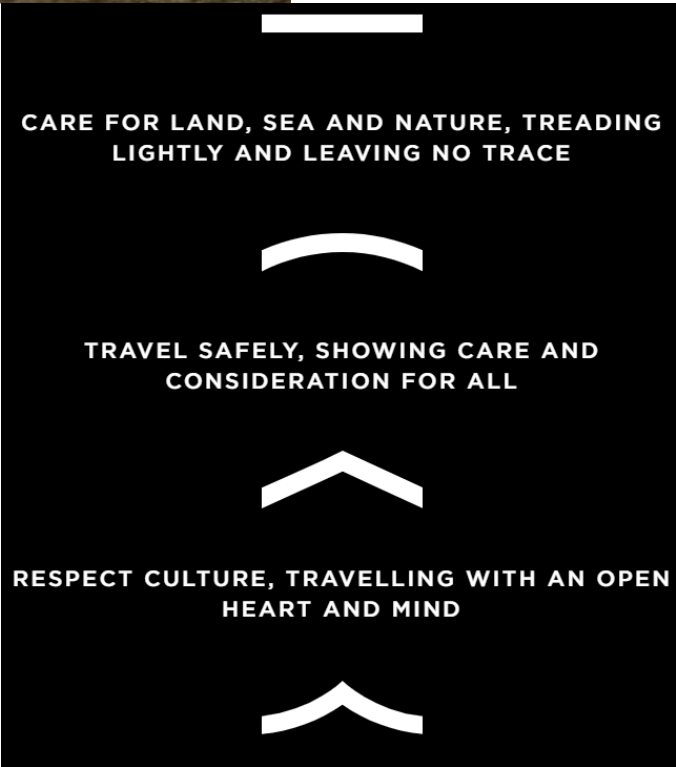 CARE FOR LAND, SEA AND NATURE, TREADING
LIGHTLY AND LEAVING NO TRACE
TRAVEL SAFELY, SHOWING CARE AND
CONSIDERATION FOR ALL
RESPECT CULTURE, TRAVELLING WITH AN OPEN
HEART AND MIND